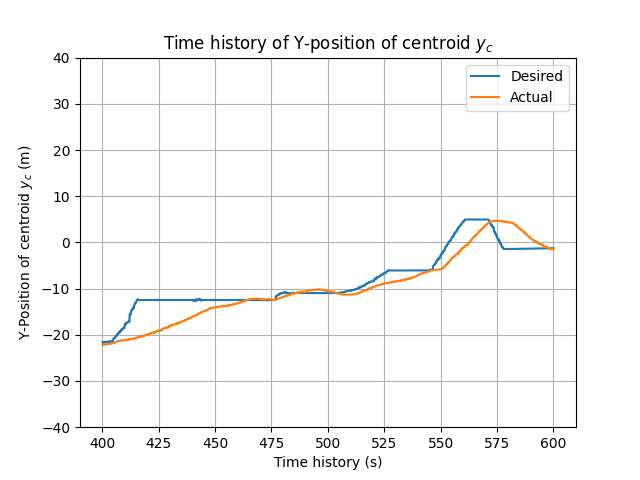 Time history of Y-position of centroid y_c
Desired
Actual
Y-Position of centroid y_c (m)
40
30
20
10
0
−10
−20
−30
−40
400 425 450 475 500 525 550 575 600
Time history (s)